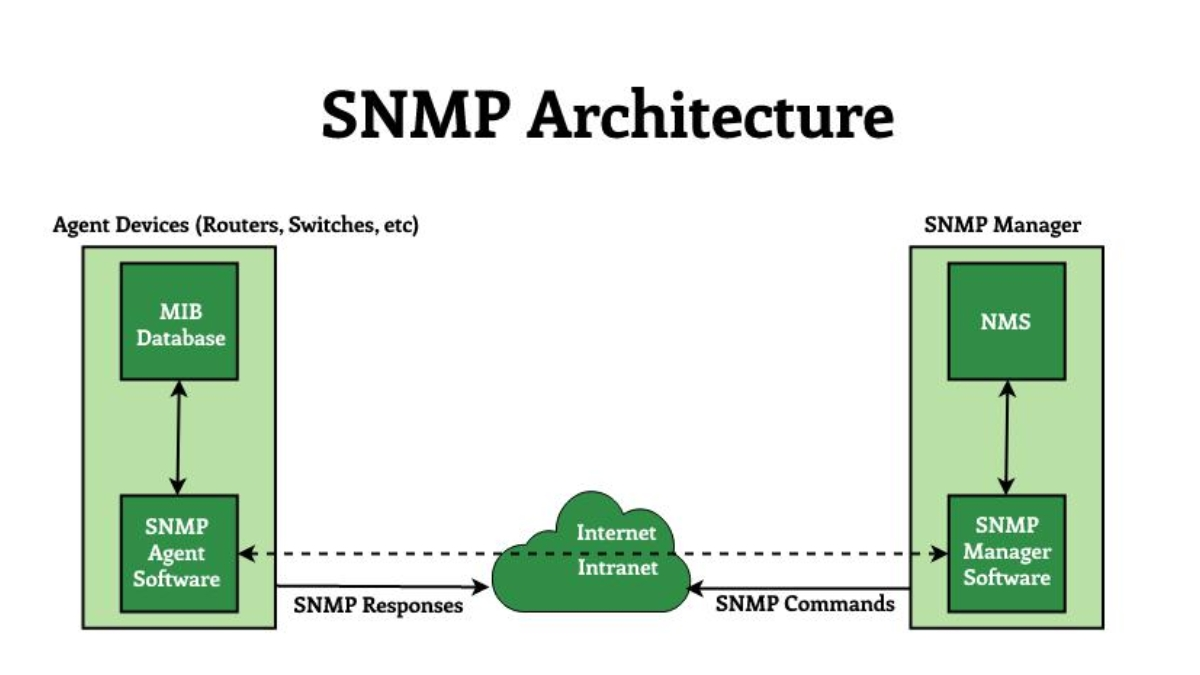 SNMP Architecture
Agent Devices (Routers, Switches, etc)
MIB
Database
SNMP
Agent
Software
SNMP Responses
Internet
Intranet
SNMP Commands
SNMP Manager
NMS
SNMP
Manager
Software